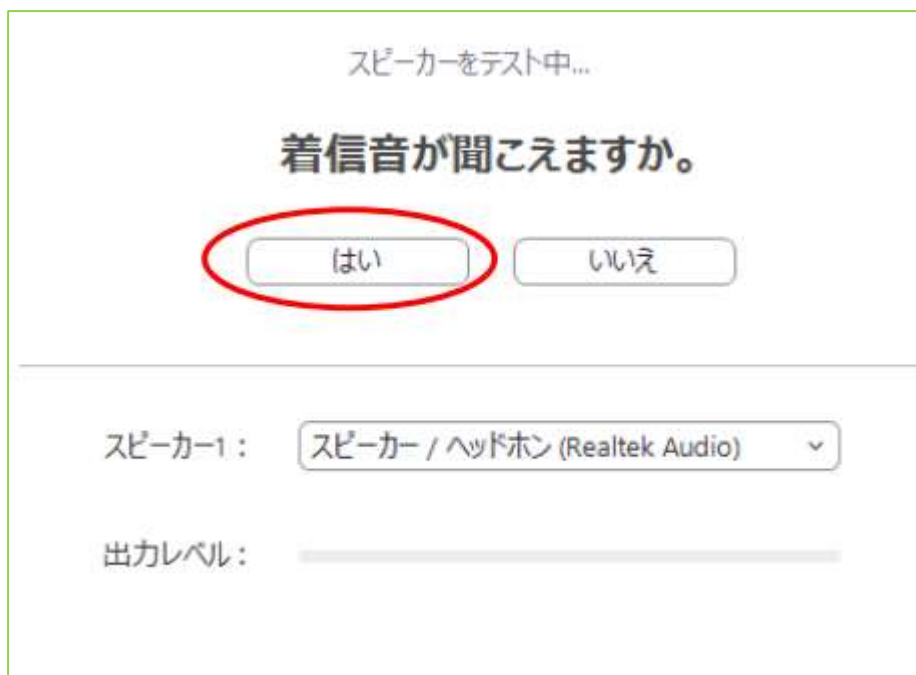 スピーカーをテスト中...
着信音が聞こえますか。
はい いいえ
スピーカー1： スピーカー / ヘッドホン (Realtek Audio)
出力レベル：